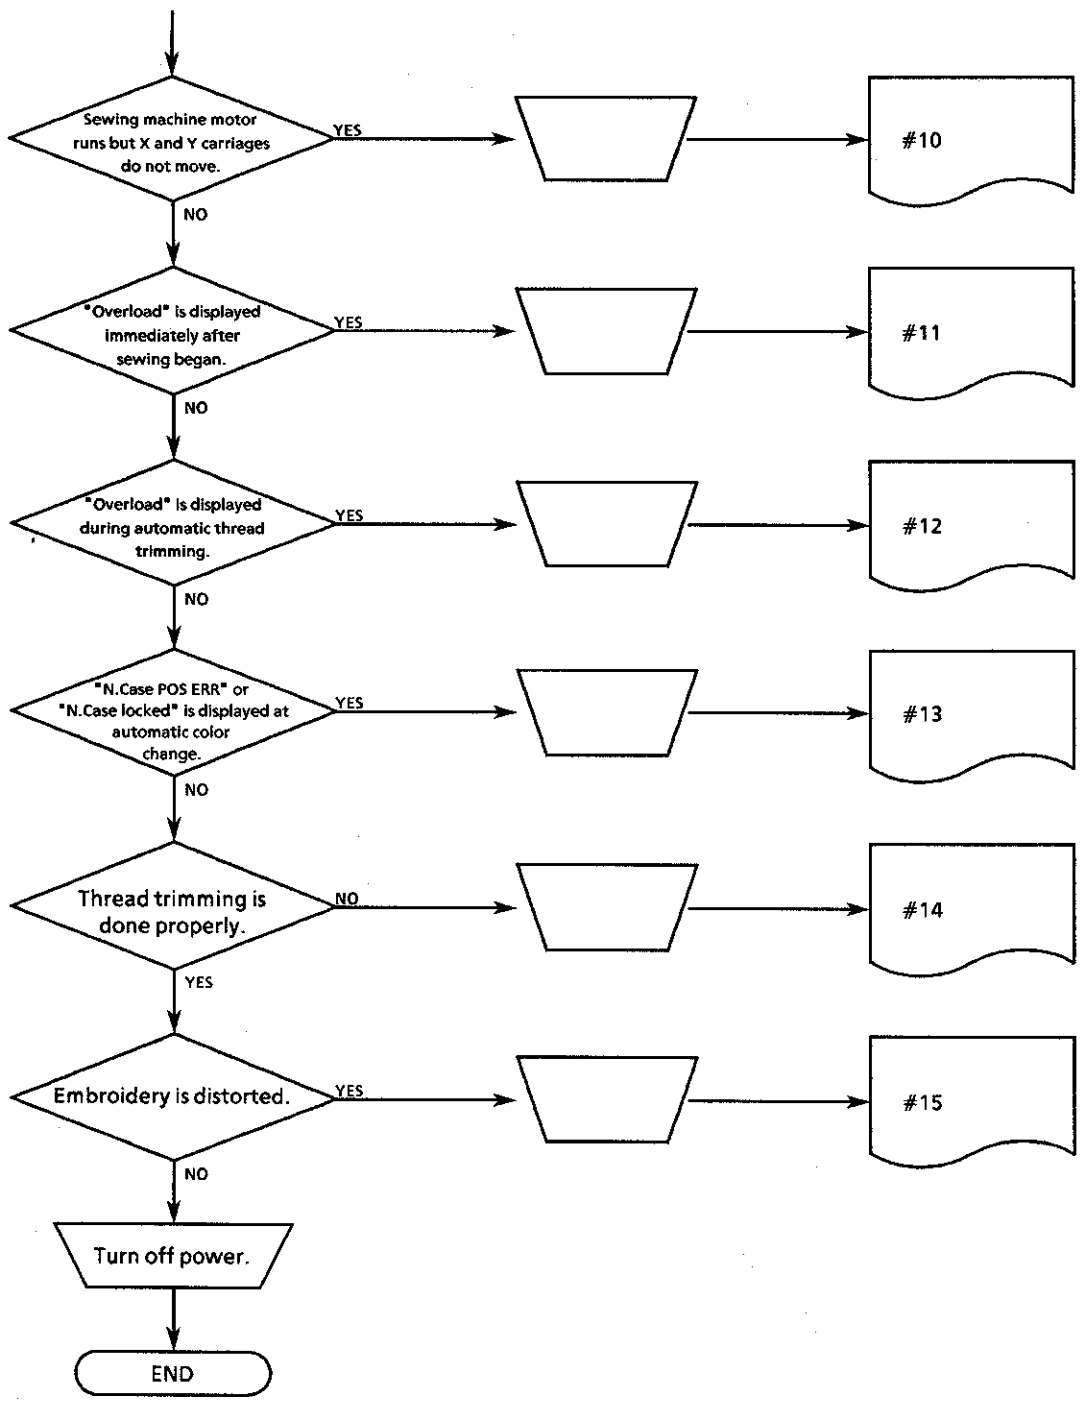 Sewing machine motor
runs but X and Y carriages
do not move.
YES
#10
NO
"Overload" is displayed
immediately after
sewing began.
YES
#11
NO
"Overload" is displayed
during automatic thread
trimming.
YES
#12
NO
"N.Case POS ERR" or
"N.Case locked" is displayed at
automatic color
change.
YES
#13
NO
Thread trimming is
done properly.
NO
#14
YES
Embroidery is distorted.
YES
#15
NO
Turn off power.
END